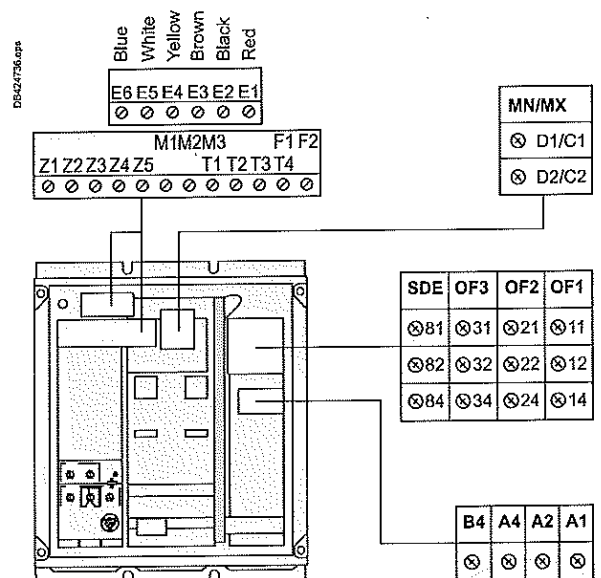 DB424736.eps
Blue White Yellow Brown Black Red
E6 E5 E4 E3 E2 E1
M1M2M3 F1 F2
Z1 Z2 Z3 Z4 Z5 T1 T2 T3 T4
MN/MX
D1/C1
D2/C2
SDE OF3 OF2 OF1
81 31 21 11
82 32 22 12
84 34 24 14
B4 A4 A2 A1